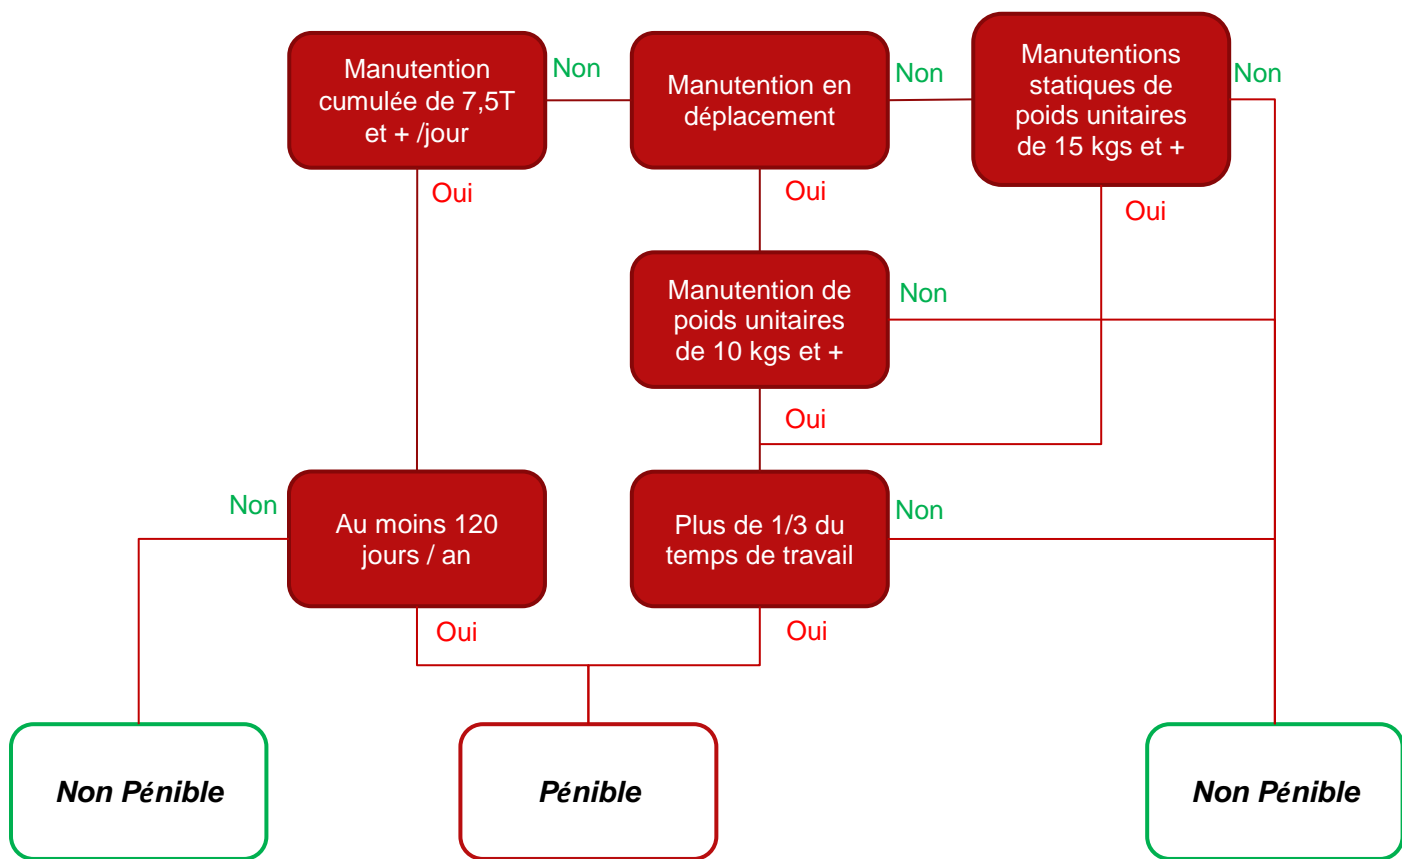 Manutention
cumulée de 7,5T
et + /jour
Non
Manutention en
déplacement
Non
Manutentions
statiques de
poids unitaires
de 15 kgs et +
Non
Oui
Oui
Oui
Manutention de
poids unitaires
de 10 kgs et +
Non
Oui
Non
Au moins 120
jours / an
Plus de 1/3 du
temps de travail
Non
Oui
Oui
Non Pénible
Pénible
Non Pénible